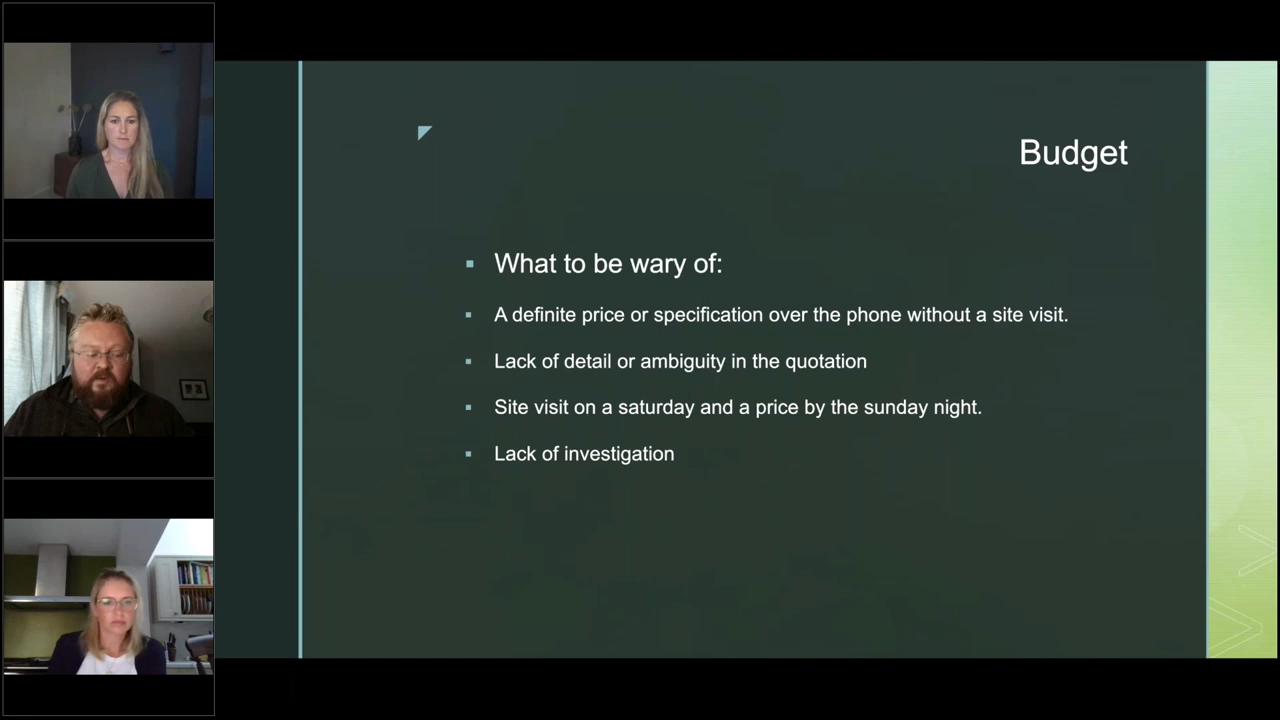 Budget
What to be wary of:
A definite price or specification over the phone without a site visit.
Lack of detail or ambiguity in the quotation
Site visit on a saturday and a price by the sunday night.
Lack of investigation